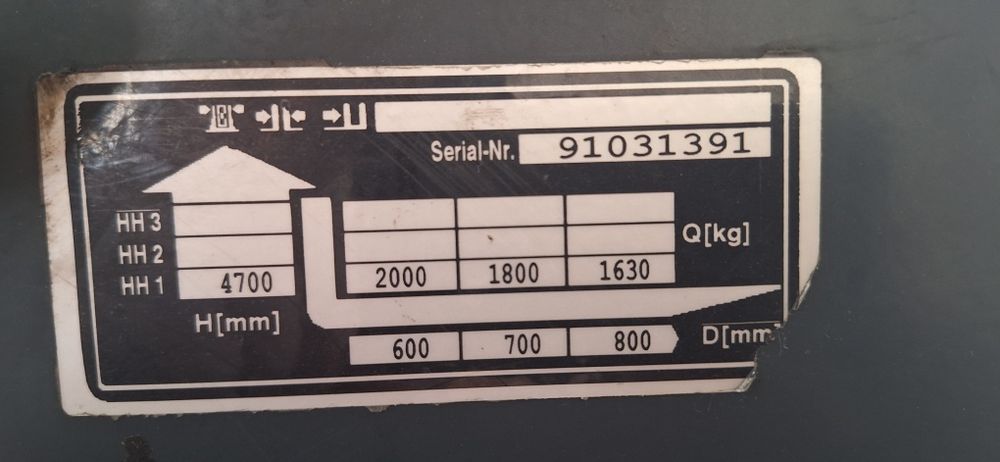 Serial-Nr. 91031391
HH 3
Q[kg]
HH 2
HH 1 4700 2000 1800 1630
H[mm]
600 700 800 D[mm